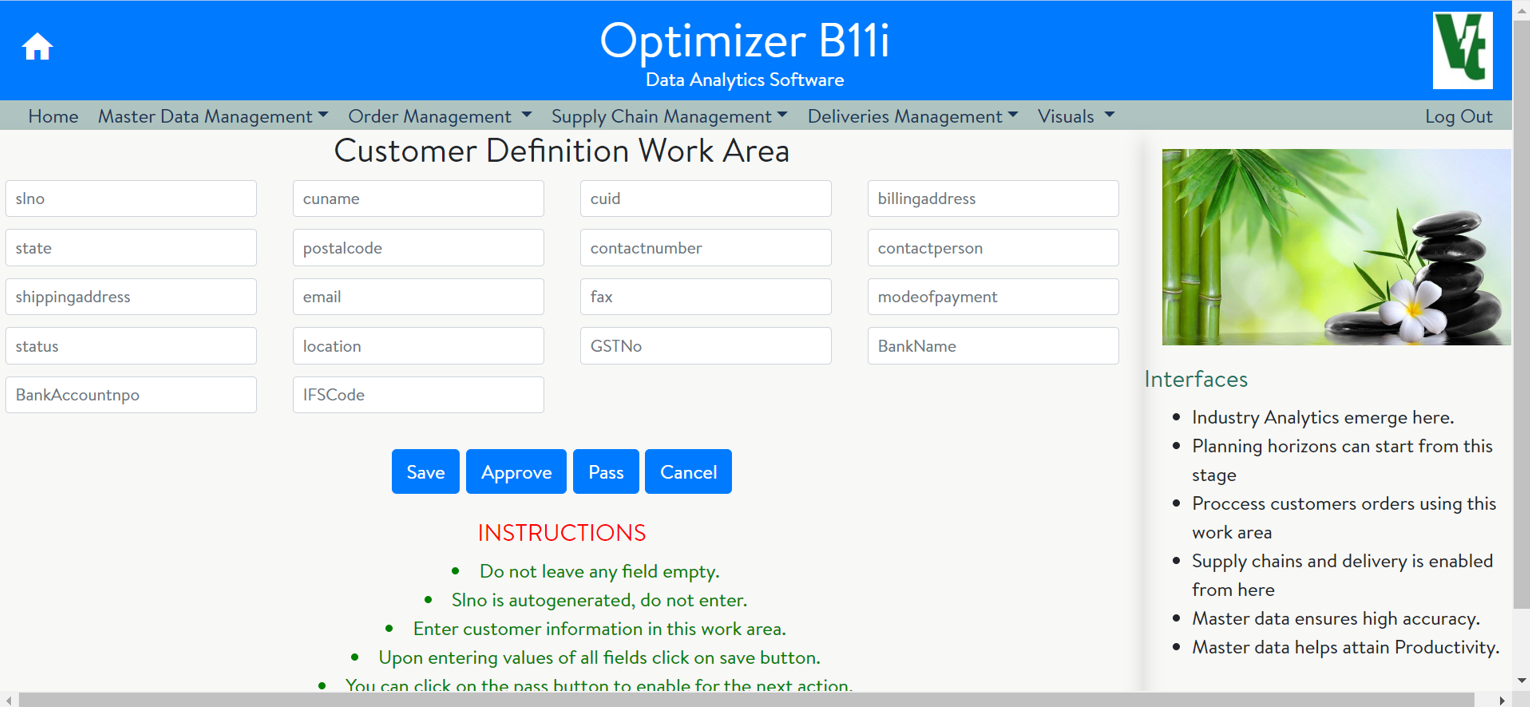 Optimizer B11i
Data Analytics Software
Vt
Home Master Data Management Order Management Supply Chain Management Deliveries Management Visuals Log Out
Customer Definition Work Area
slno cuname cuid billingaddress
state postalcode contactnumber contactperson
shippingaddress email fax modeofpayment
status location GSTNo BankName
BankAccountnpo IFSCode
Save Approve Pass Cancel
INSTRUCTIONS
Do not leave any field empty.
Slno is autogenerated, do not enter.
Enter customer information in this work area.
Upon entering values of all fields click on save button.
You can click on the pass button to enable for the next action.
Interfaces
Industry Analytics emerge here.
Planning horizons can start from this
stage
Proccess customers orders using this
work area
Supply chains and delivery is enabled
from here
Master data ensures high accuracy.
Master data helps attain Productivity.